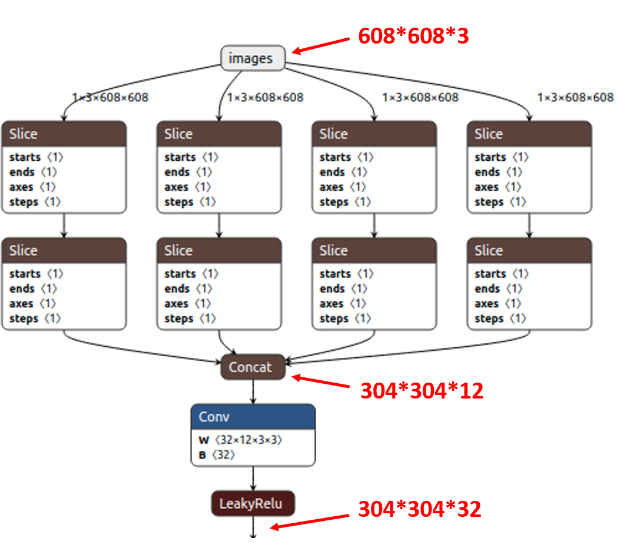 608*608*3
images
1×3×608×608 1×3×608×608 1×3×608×608 1×3×608×608
Slice Slice Slice Slice
starts ⟨1⟩ starts ⟨1⟩ starts ⟨1⟩ starts ⟨1⟩
ends ⟨1⟩ ends ⟨1⟩ ends ⟨1⟩ ends ⟨1⟩
axes ⟨1⟩ axes ⟨1⟩ axes ⟨1⟩ axes ⟨1⟩
steps ⟨1⟩ steps ⟨1⟩ steps ⟨1⟩ steps ⟨1⟩
Slice Slice Slice Slice
starts ⟨1⟩ starts ⟨1⟩ starts ⟨1⟩ starts ⟨1⟩
ends ⟨1⟩ ends ⟨1⟩ ends ⟨1⟩ ends ⟨1⟩
axes ⟨1⟩ axes ⟨1⟩ axes ⟨1⟩ axes ⟨1⟩
steps ⟨1⟩ steps ⟨1⟩ steps ⟨1⟩ steps ⟨1⟩
Concat
304*304*12
Conv
W ⟨32×12×3×3⟩
B ⟨32⟩
LeakyRelu
304*304*32